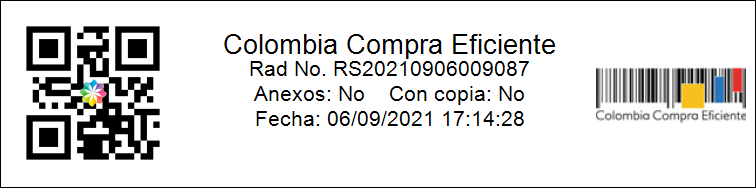 Colombia Compra Eficiente
Rad No. RS20210906009087
Anexos: No    Con copia: No
Fecha: 06/09/2021 17:14:28
Colombia Compra Eficiente